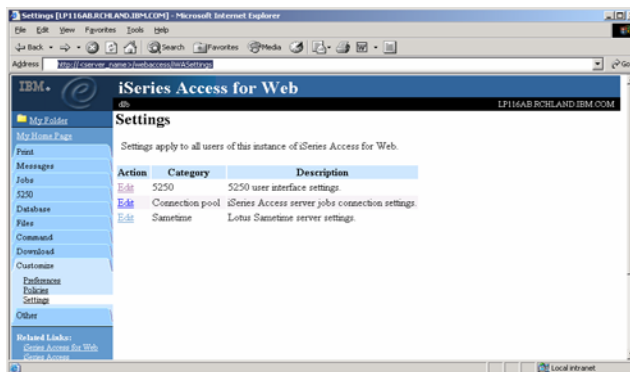 Settings [LP116AB.RCHLAND.IBM.COM] - Microsoft Internet Explorer
File Edit View Favorites Tools Help
Back Search Favorites Media
Address http://<server_name>/webaccess/iWASettings Go
IBM. iSeries Access for Web
dlb LP116AB.RCHLAND.IBM.COM
My Folder
My Home Page
Print
Messages
Jobs
5250
Database
Files
Command
Download
Customize
Preferences
Policies
Settings
Other
Related Links:
iSeries Access for Web
iSeries Access
Settings
Settings apply to all users of this instance of iSeries Access for Web.
Action Category Description
Edit 5250 5250 user interface settings.
Edit Connection pool iSeries Access server jobs connection settings.
Edit Sametime Lotus Sametime server settings.
Local intranet